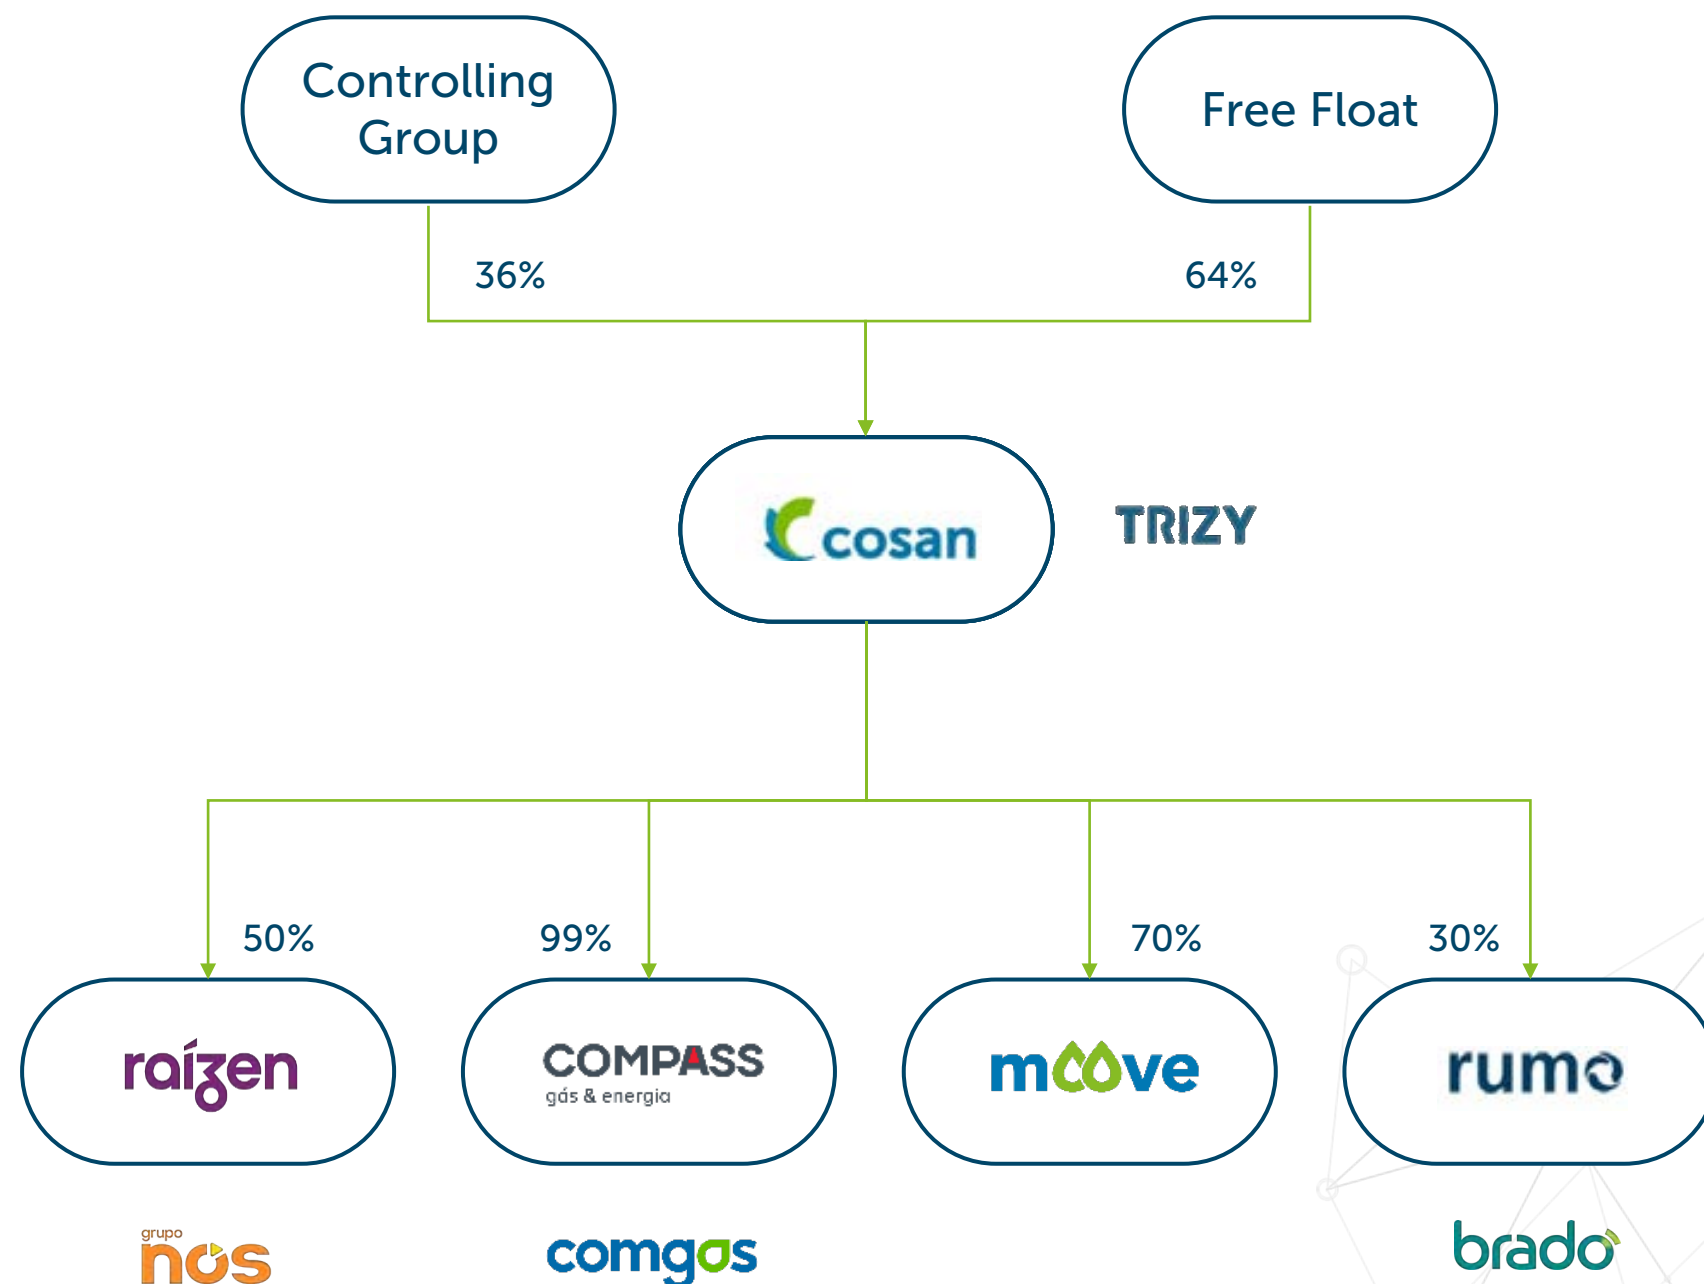 Controlling
Group
Free Float
36%
64%
cosan
TRIZY
50%
99%
70%
30%
raízen
COMPASS
gás & energia
moove
rumo
grupo
nós
comgas
brado